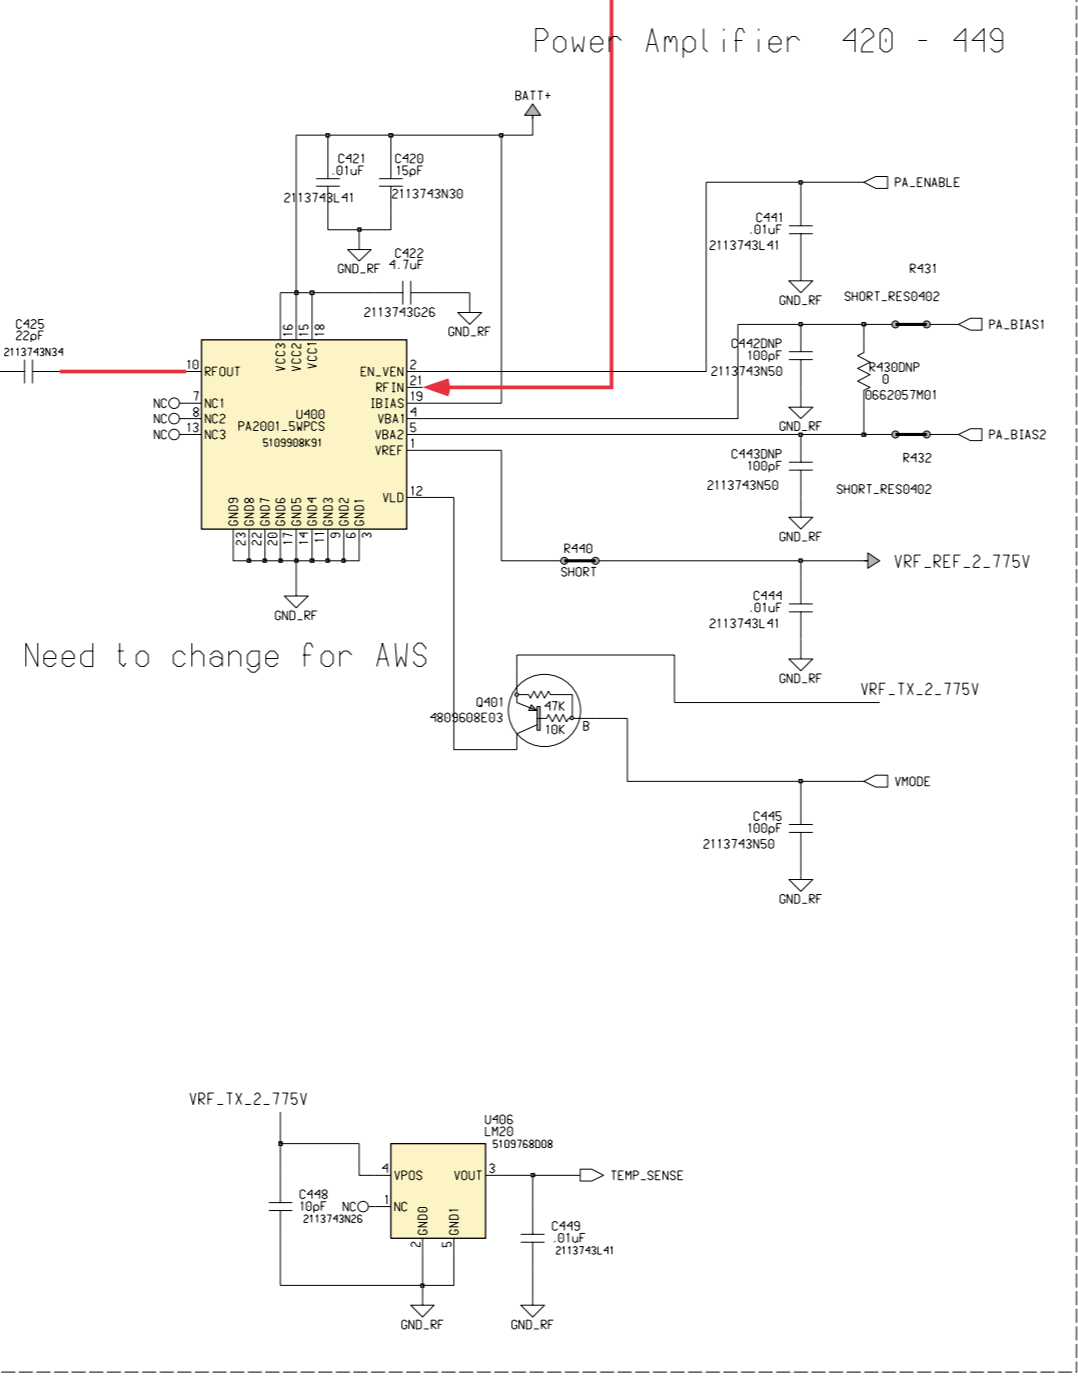 Power Amplifier 420 - 449
BATT+
C421
.01uF
2113743L41
C420
15pF
2113743N30
GND_RF
C422
4.7uF
2113743G26
GND_RF
PA_ENABLE
C441
.01uF
2113743L41
GND_RF
R431
SHORT_RES0402
PA_BIAS1
C442DNP
100pF
2113743N50
GND_RF
R430DNP
0
0662057M01
C425
22pF
2113743N34
16
15
18
VCC3
VCC2
VCC1
10 RFOUT
7 NC1
8 NC2
13 NC3
NC
NC
NC
U400
PA2001_5WPCS
5109908K91
EN_VEN 2
RFIN 21
IBIAS 19
VBA1 4
VBA2 5
VREF 1
VLD 12
GND9
GND8
GND7
GND6
GND5
GND4
GND3
GND2
GND1
23
22
20
17
14
11
9
6
3
GND_RF
PA_BIAS2
C443DNP
100pF
2113743N50
GND_RF
R432
SHORT_RES0402
R440
SHORT
VRF_REF_2_775V
C444
.01uF
2113743L41
GND_RF
Need to change for AWS
VRF_TX_2_775V
Q401
4809608E03
47K
10K
B
VMODE
C445
100pF
2113743N50
GND_RF
VRF_TX_2_775V
U406
LM20
5109768D08
4 VPOS
VOUT 3
NC 1 NC
GND0
GND1
2
5
TEMP_SENSE
C448
10pF
2113743N26
C449
.01uF
2113743L41
GND_RF
GND_RF